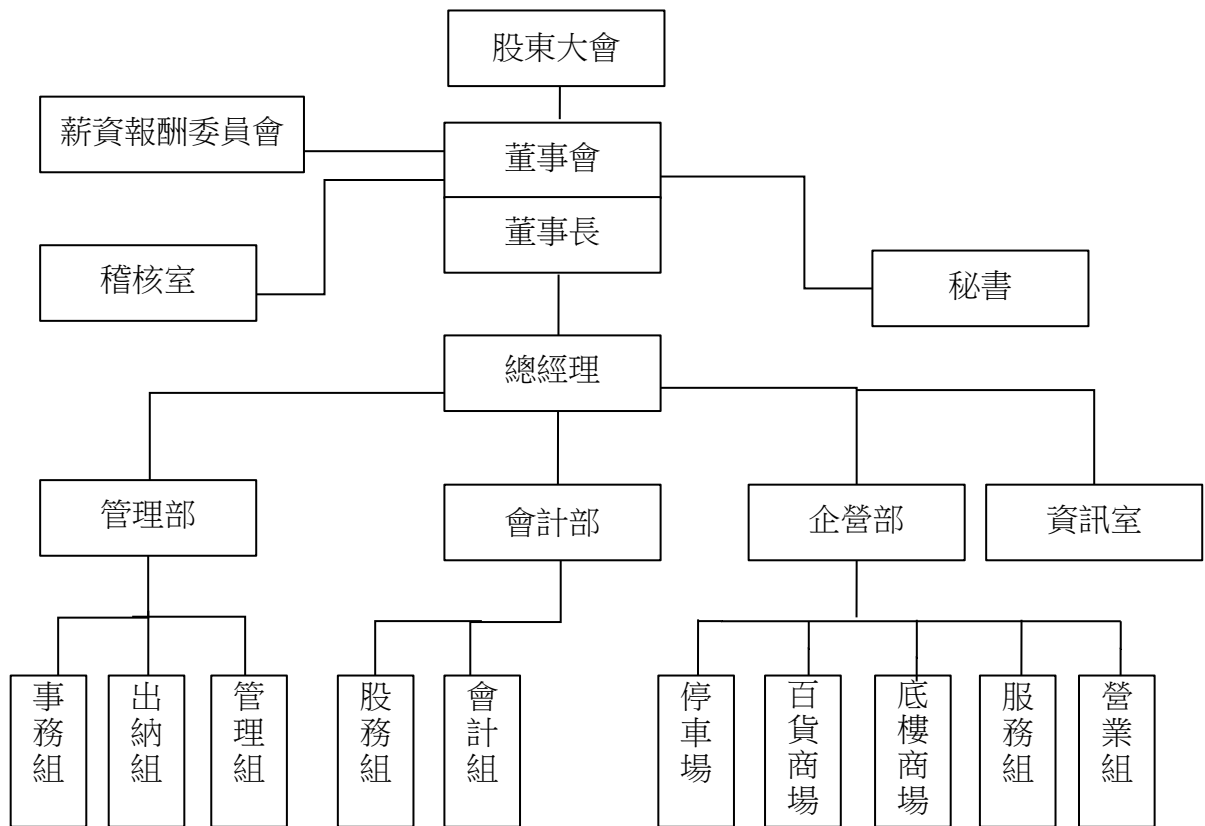 股東大會
薪資報酬委員會
董事會
董事長
稽核室
秘書
總經理
管理部
會計部
企營部
資訊室
事務組
出納組
管理組
股務組
會計組
停車場
百貨商場
底樓商場
服務組
營業組